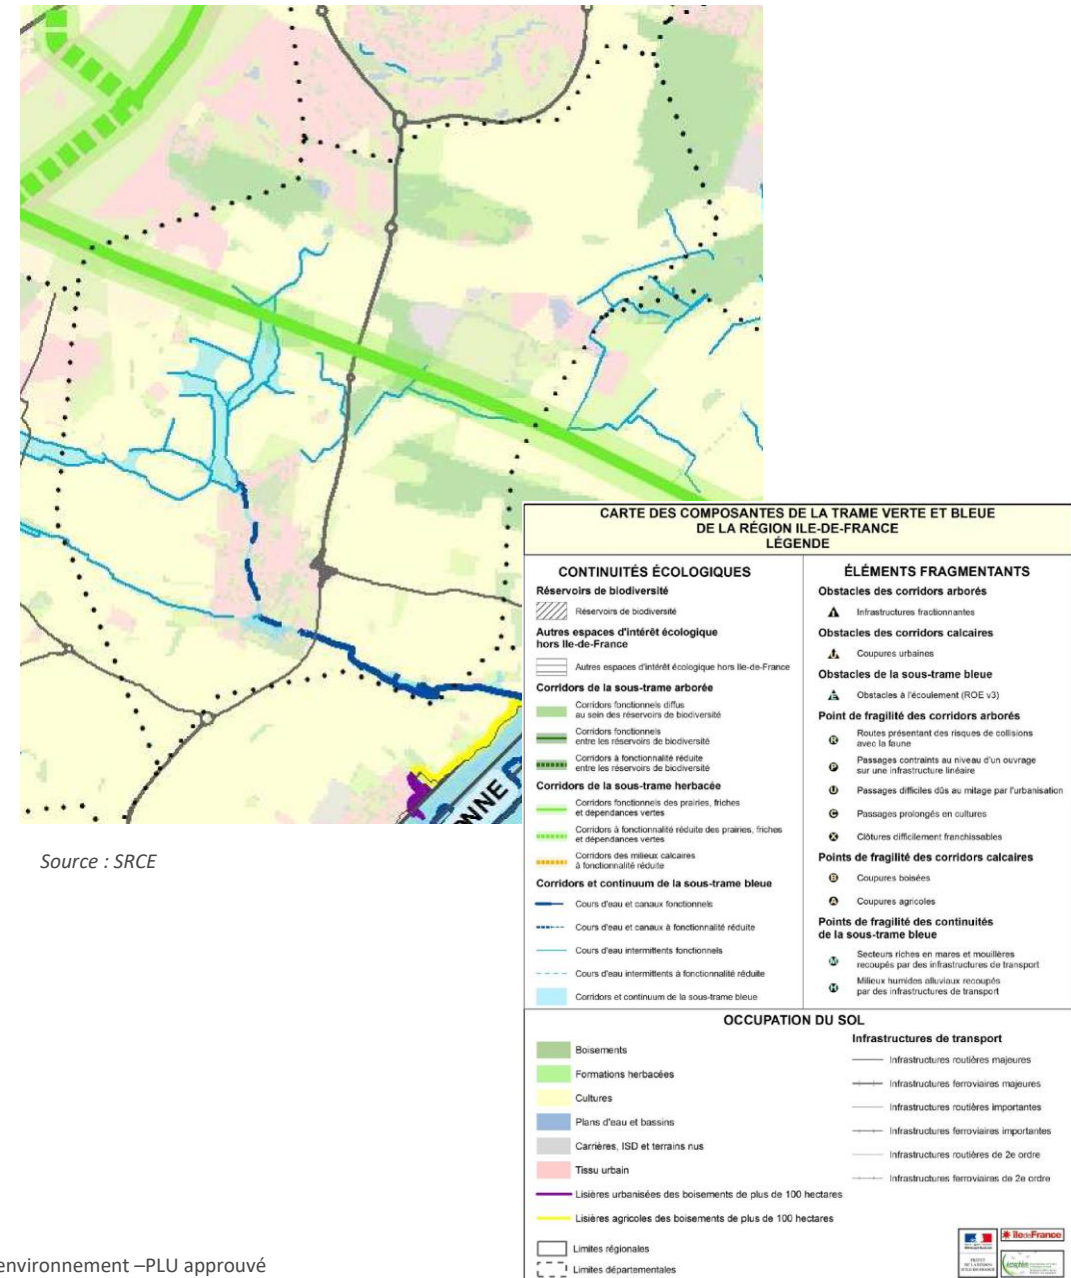 ONNE
CARTE DES COMPOSANTES DE LA TRAME VERTE ET BLEUE
DE LA RÉGION ILE-DE-FRANCE
LÉGENDE
CONTINUITÉS ÉCOLOGIQUES
Réservoirs de biodiversité
Réservoirs de biodiversité
Autres espaces d'intérêt écologique
hors Ile-de-France
Autres espaces d'intérêt écologique hors Ile-de-France
Corridors de la sous-trame arborée
Corridors fonctionnels diffus
au sein des réservoirs de biodiversité
Corridors fonctionnels
entre les réservoirs de biodiversité
Corridors à fonctionnalité réduite
entre les réservoirs de biodiversité
Corridors de la sous-trame herbacée
Corridors fonctionnels des prairies, friches
et dépendances vertes
Corridors à fonctionnalité réduite des prairies, friches
et dépendances vertes
Corridors des milieux calcaires
à fonctionnalité réduite
Corridors et continuum de la sous-trame bleue
Cours d'eau et canaux fonctionnels
Cours d'eau et canaux à fonctionnalité réduite
Cours d'eau intermittents fonctionnels
Cours d'eau intermittents à fonctionnalité réduite
Corridors et continuum de la sous-trame bleue
ÉLÉMENTS FRAGMENTANTS
Obstacles des corridors arborés
Infrastructures fractionnantes
Obstacles des corridors calcaires
Coupures urbaines
Obstacles de la sous-trame bleue
Obstacles à l'écoulement (ROE v3)
Point de fragilité des corridors arborés
R Routes présentant des risques de collisions
avec la faune
P Passages contraints au niveau d'un ouvrage
sur une infrastructure linéaire
U Passages difficiles dûs au mitage par l'urbanisation
C Passages prolongés en cultures
X Clôtures difficilement franchissables
Points de fragilité des corridors calcaires
B Coupures boisées
A Coupures agricoles
Points de fragilité des continuités
de la sous-trame bleue
M Secteurs riches en mares et mouillères
recoupés par des infrastructures de transport
H Milieux humides alluviaux recoupés
par des infrastructures de transport
OCCUPATION DU SOL
Boisements
Formations herbacées
Cultures
Plans d'eau et bassins
Carrières, ISD et terrains nus
Tissu urbain
Lisières urbanisées des boisements de plus de 100 hectares
Lisières agricoles des boisements de plus de 100 hectares
Limites régionales
Limites départementales
Infrastructures de transport
Infrastructures routières majeures
Infrastructures ferroviaires majeures
Infrastructures routières importantes
Infrastructures ferroviaires importantes
Infrastructures routières de 2e ordre
Infrastructures ferroviaires de 2e ordre
îledeFrance
Source : SRCE
environnement –PLU approuvé